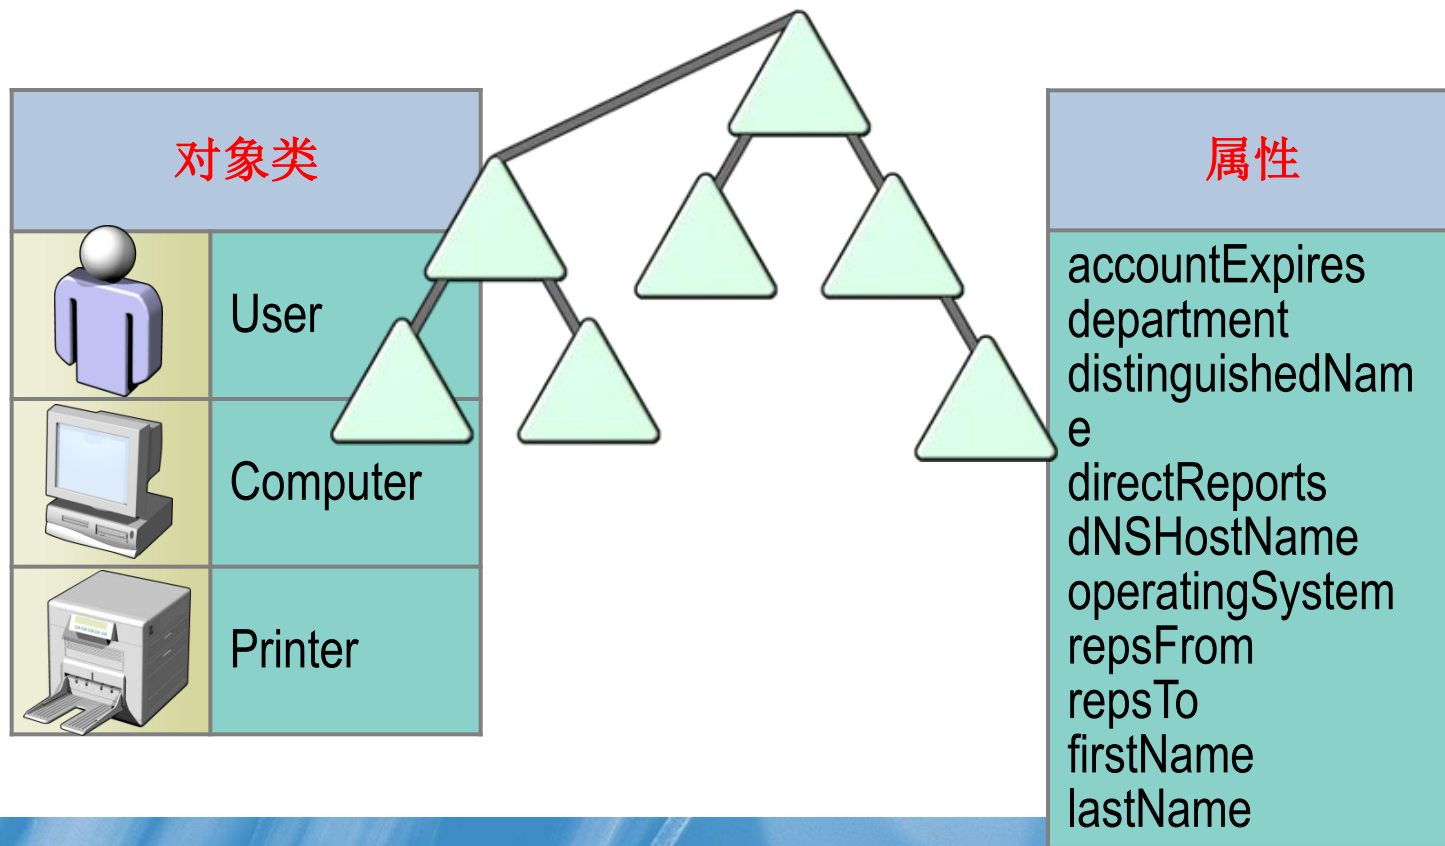 对象类
User
Computer
Printer
属性
accountExpires
department
distinguishedNam
e
directReports
dNSHostName
operatingSystem
repsFrom
repsTo
firstName
lastName